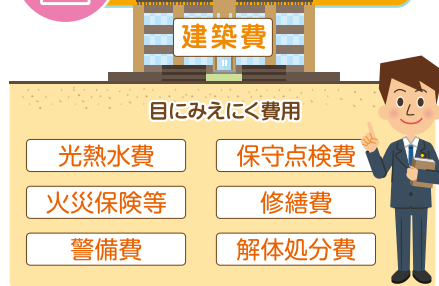 建築費
目にみえにく費用
光熱水費 保守点検費
火災保険等 修繕費
警備費 解体処分費